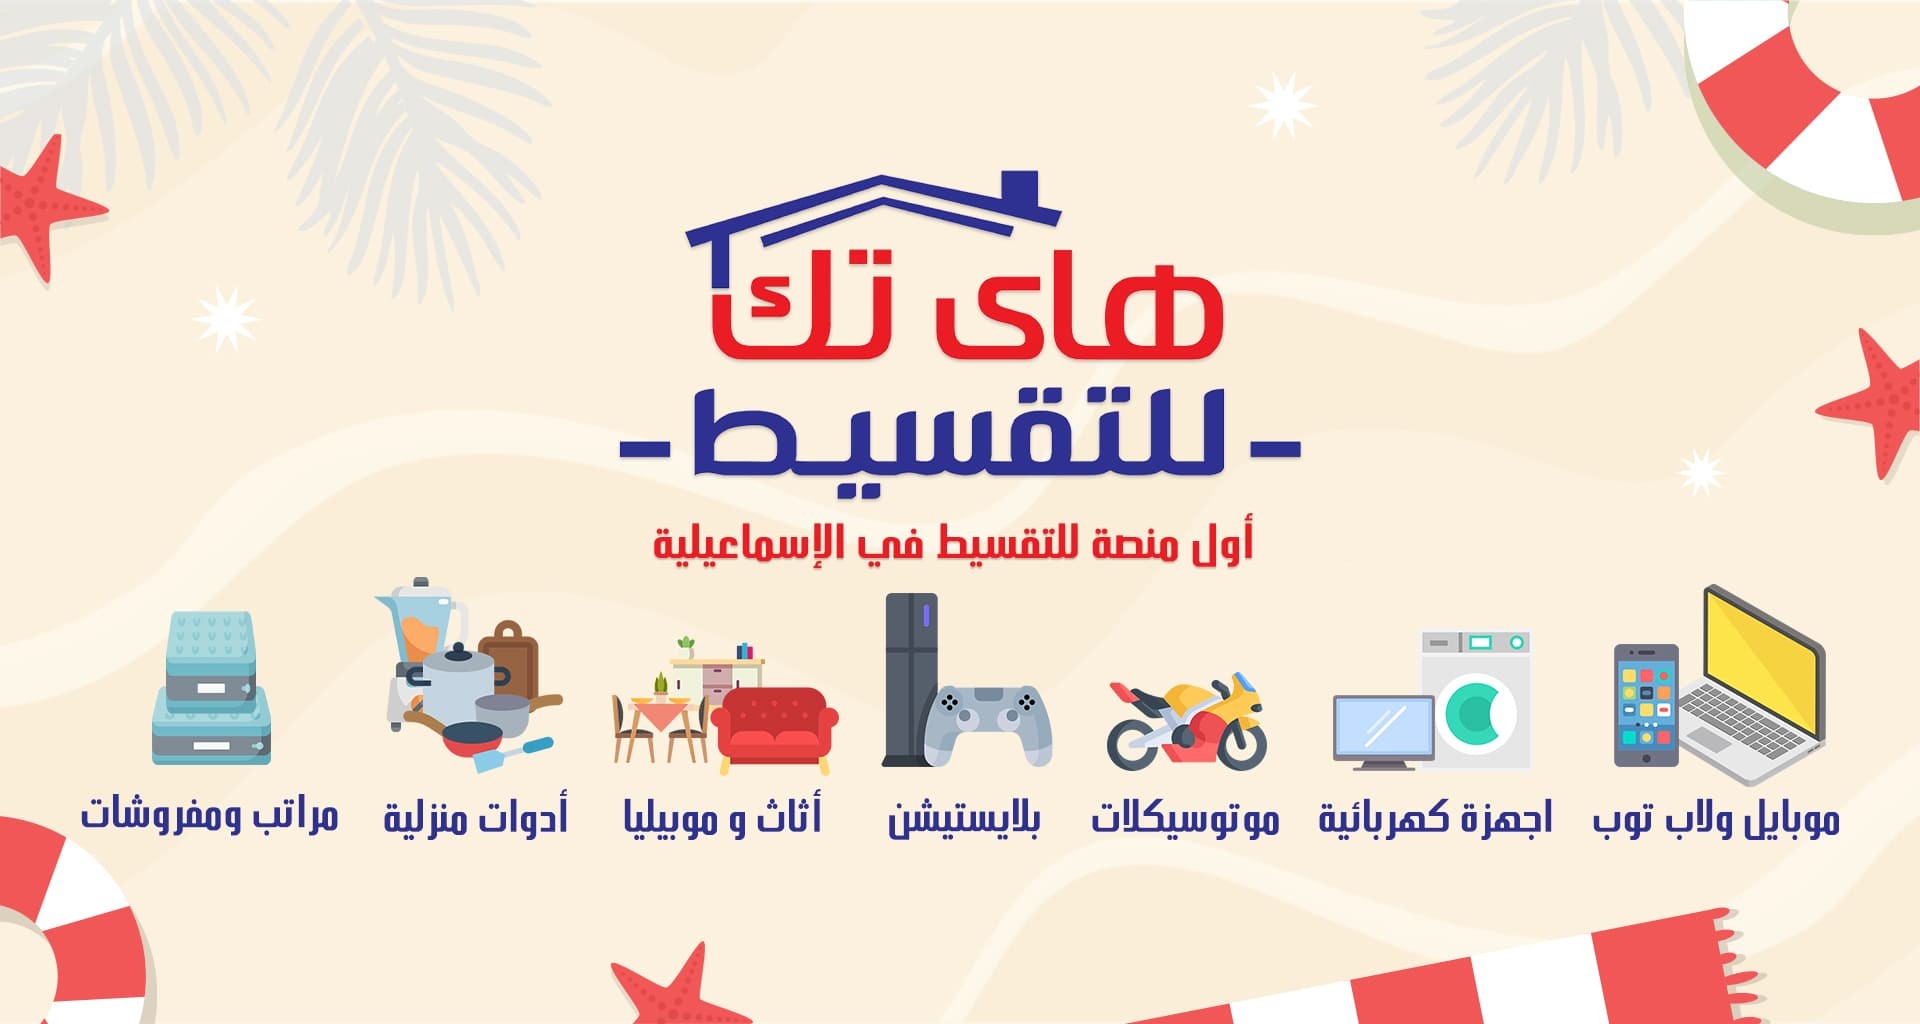 هاى تك
للتقسيط
أول منصة للتقسيط في الإسماعيلية
موبايل ولاب توب
اجهزة كهربائية
موتوسيكلات
بلايستيشن
أثاث و موبيليا
أدوات منزلية
مراتب ومفروشات